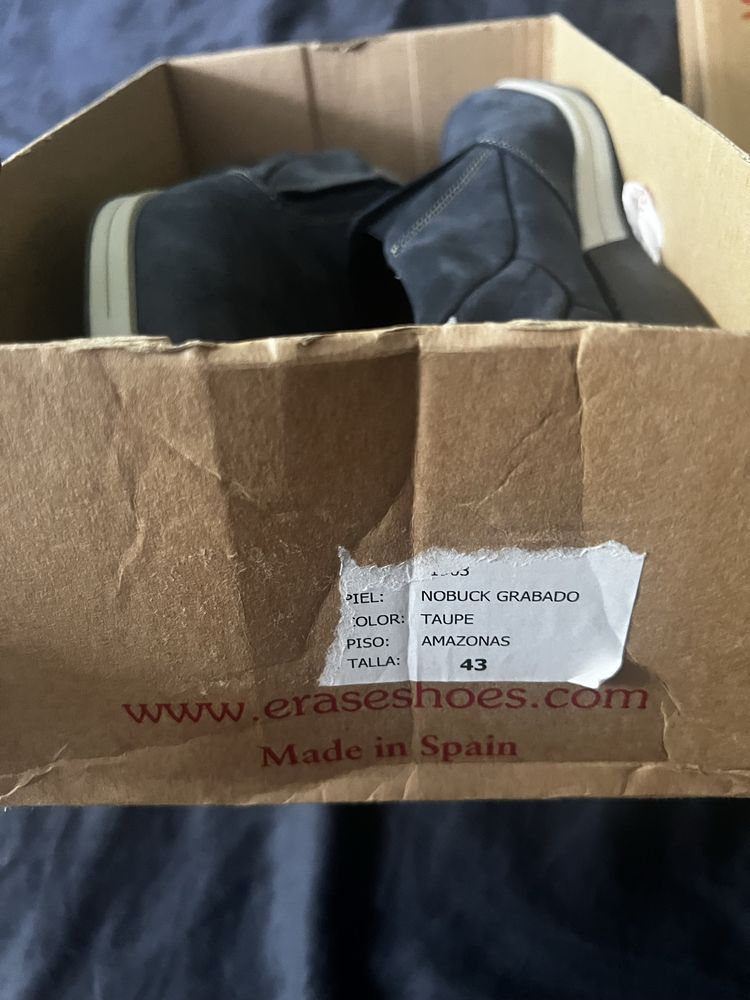 PIEL: NOBUCK GRABADO
COLOR: TAUPE
PISO: AMAZONAS
TALLA: 43
www.eraseshoes.com
Made in Spain